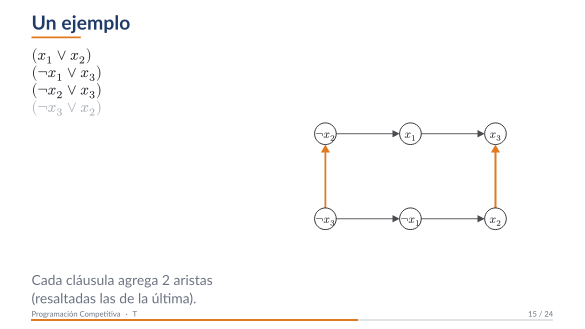 Un ejemplo
(x₁ ∨ x₂)
(¬x₁ ∨ x₃)
(¬x₂ ∨ x₃)
(¬x₃ ∨ x₂)
¬x₂ x₁ x₃
¬x₃ ¬x₁ x₂
Cada cláusula agrega 2 aristas
(resaltadas las de la última).
Programación Competitiva · T 15 / 24